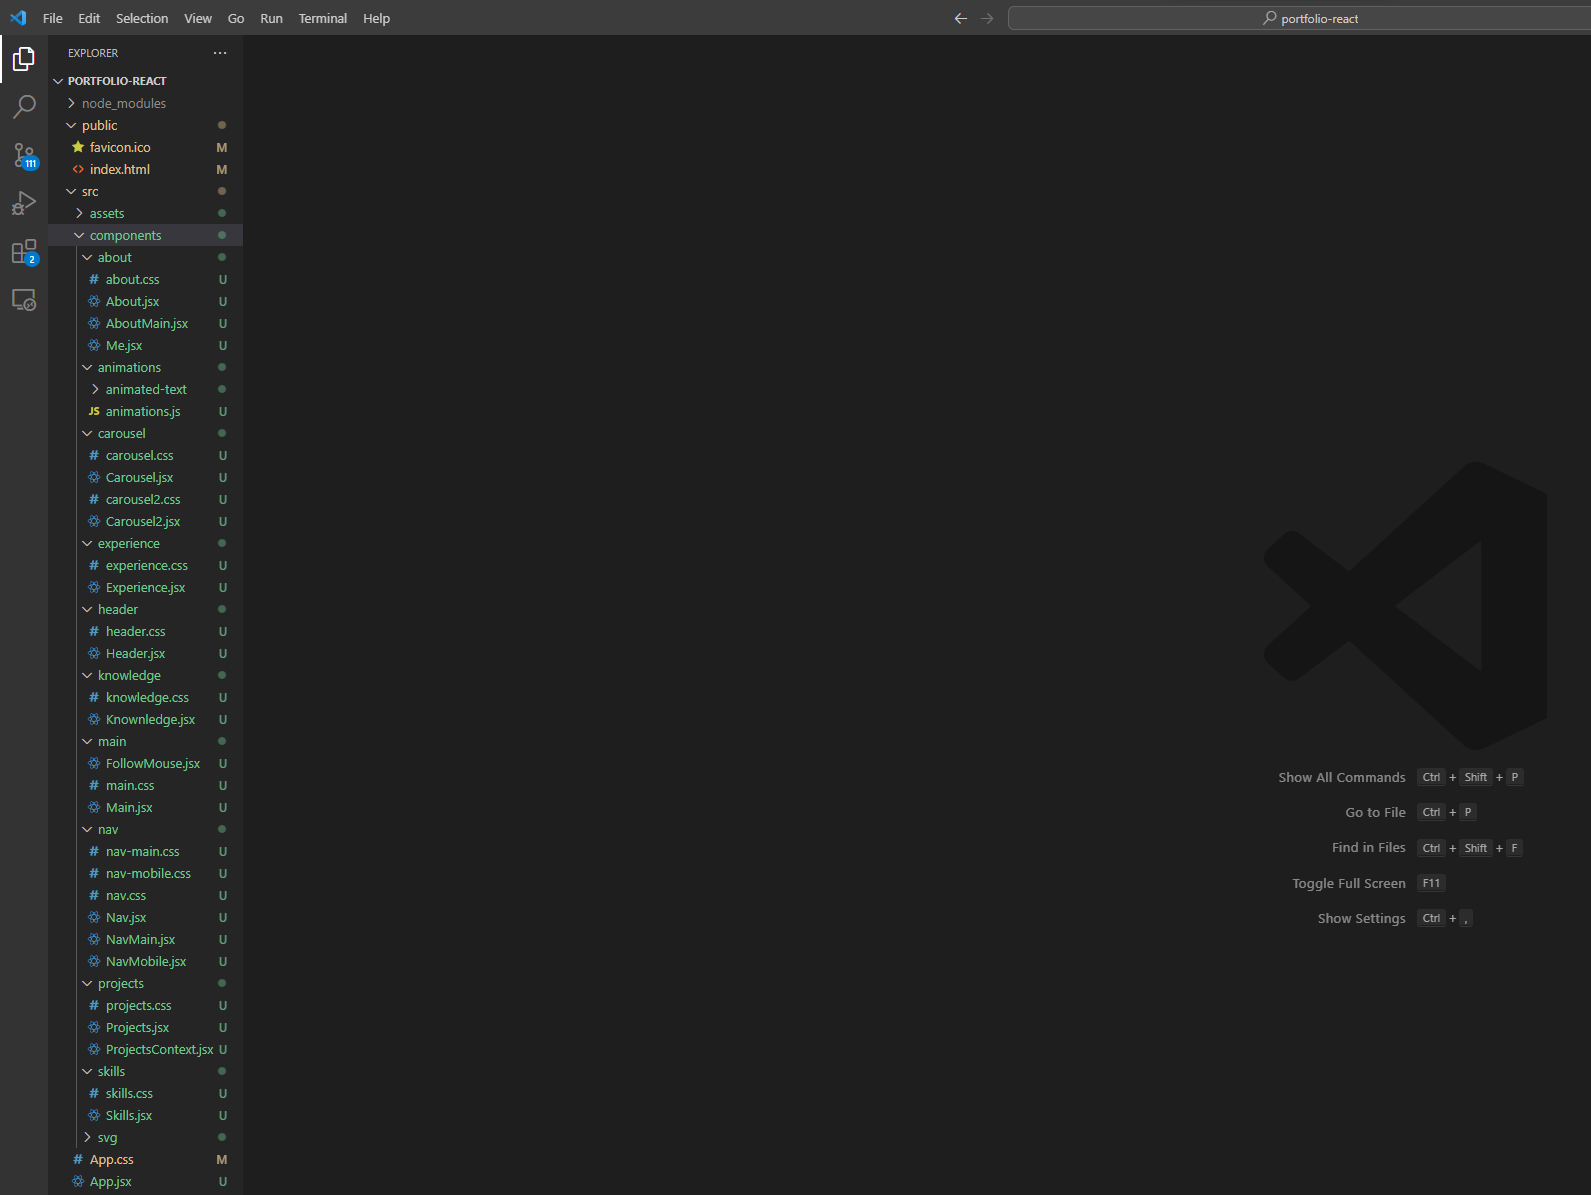 File Edit Selection View Go Run Terminal Help
portfolio-react
EXPLORER
PORTFOLIO-REACT
node_modules
public
favicon.ico M
index.html M
src
assets
components
about
about.css U
About.jsx U
AboutMain.jsx U
Me.jsx U
animations
animated-text
JS animations.js U
carousel
carousel.css U
Carousel.jsx U
carousel2.css U
Carousel2.jsx U
experience
experience.css U
Experience.jsx U
header
header.css U
Header.jsx U
knowledge
knowledge.css U
Knownledge.jsx U
main
FollowMouse.jsx U
main.css U
Main.jsx U
nav
nav-main.css U
nav-mobile.css U
nav.css U
Nav.jsx U
NavMain.jsx U
NavMobile.jsx U
projects
projects.css U
Projects.jsx U
ProjectsContext.jsx U
skills
skills.css U
Skills.jsx U
svg
App.css M
App.jsx U
111
2
Show All Commands Ctrl + Shift + P
Go to File Ctrl + P
Find in Files Ctrl + Shift + F
Toggle Full Screen F11
Show Settings Ctrl + ,